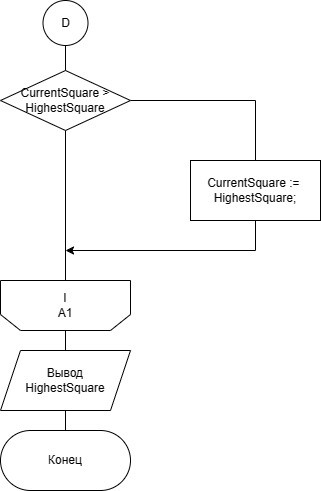 D
CurrentSquare >
HighestSquare
CurrentSquare :=
HighestSquare;
I
A1
Вывод
HighestSquare
Конец